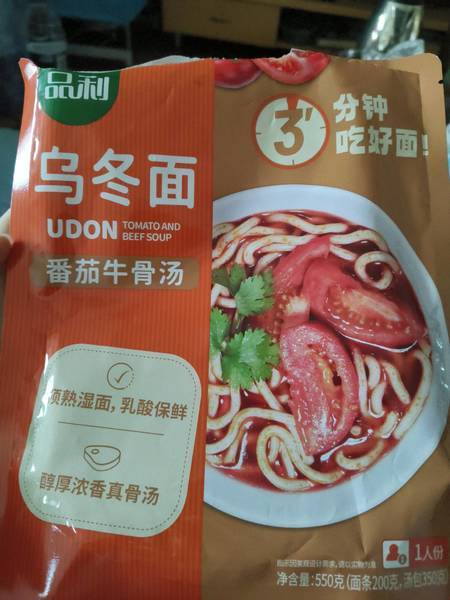 品利
3'
分钟
吃好面!
乌冬面
UDON TOMATO AND
BEEF SOUP
番茄牛骨汤
预熟湿面,乳酸保鲜
醇厚浓香真骨汤
1人份
净含量:550克(面条200克,汤包350克)